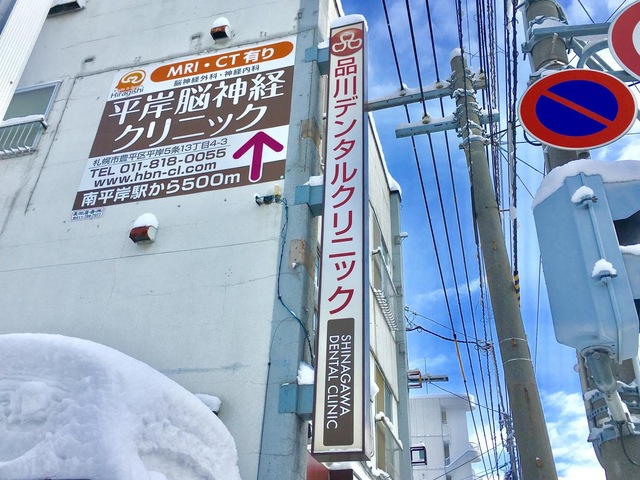 MRI・CT有り
Hiragishi
脳神経外科・神経内科
平岸脳神経
クリニック
札幌市豊平区平岸5条13丁目4-3
TEL 011-818-0055
www.hbn-cl.com
南平岸駅から500m
品川デンタルクリニック
SHINAGAWA
DENTAL CLINIC